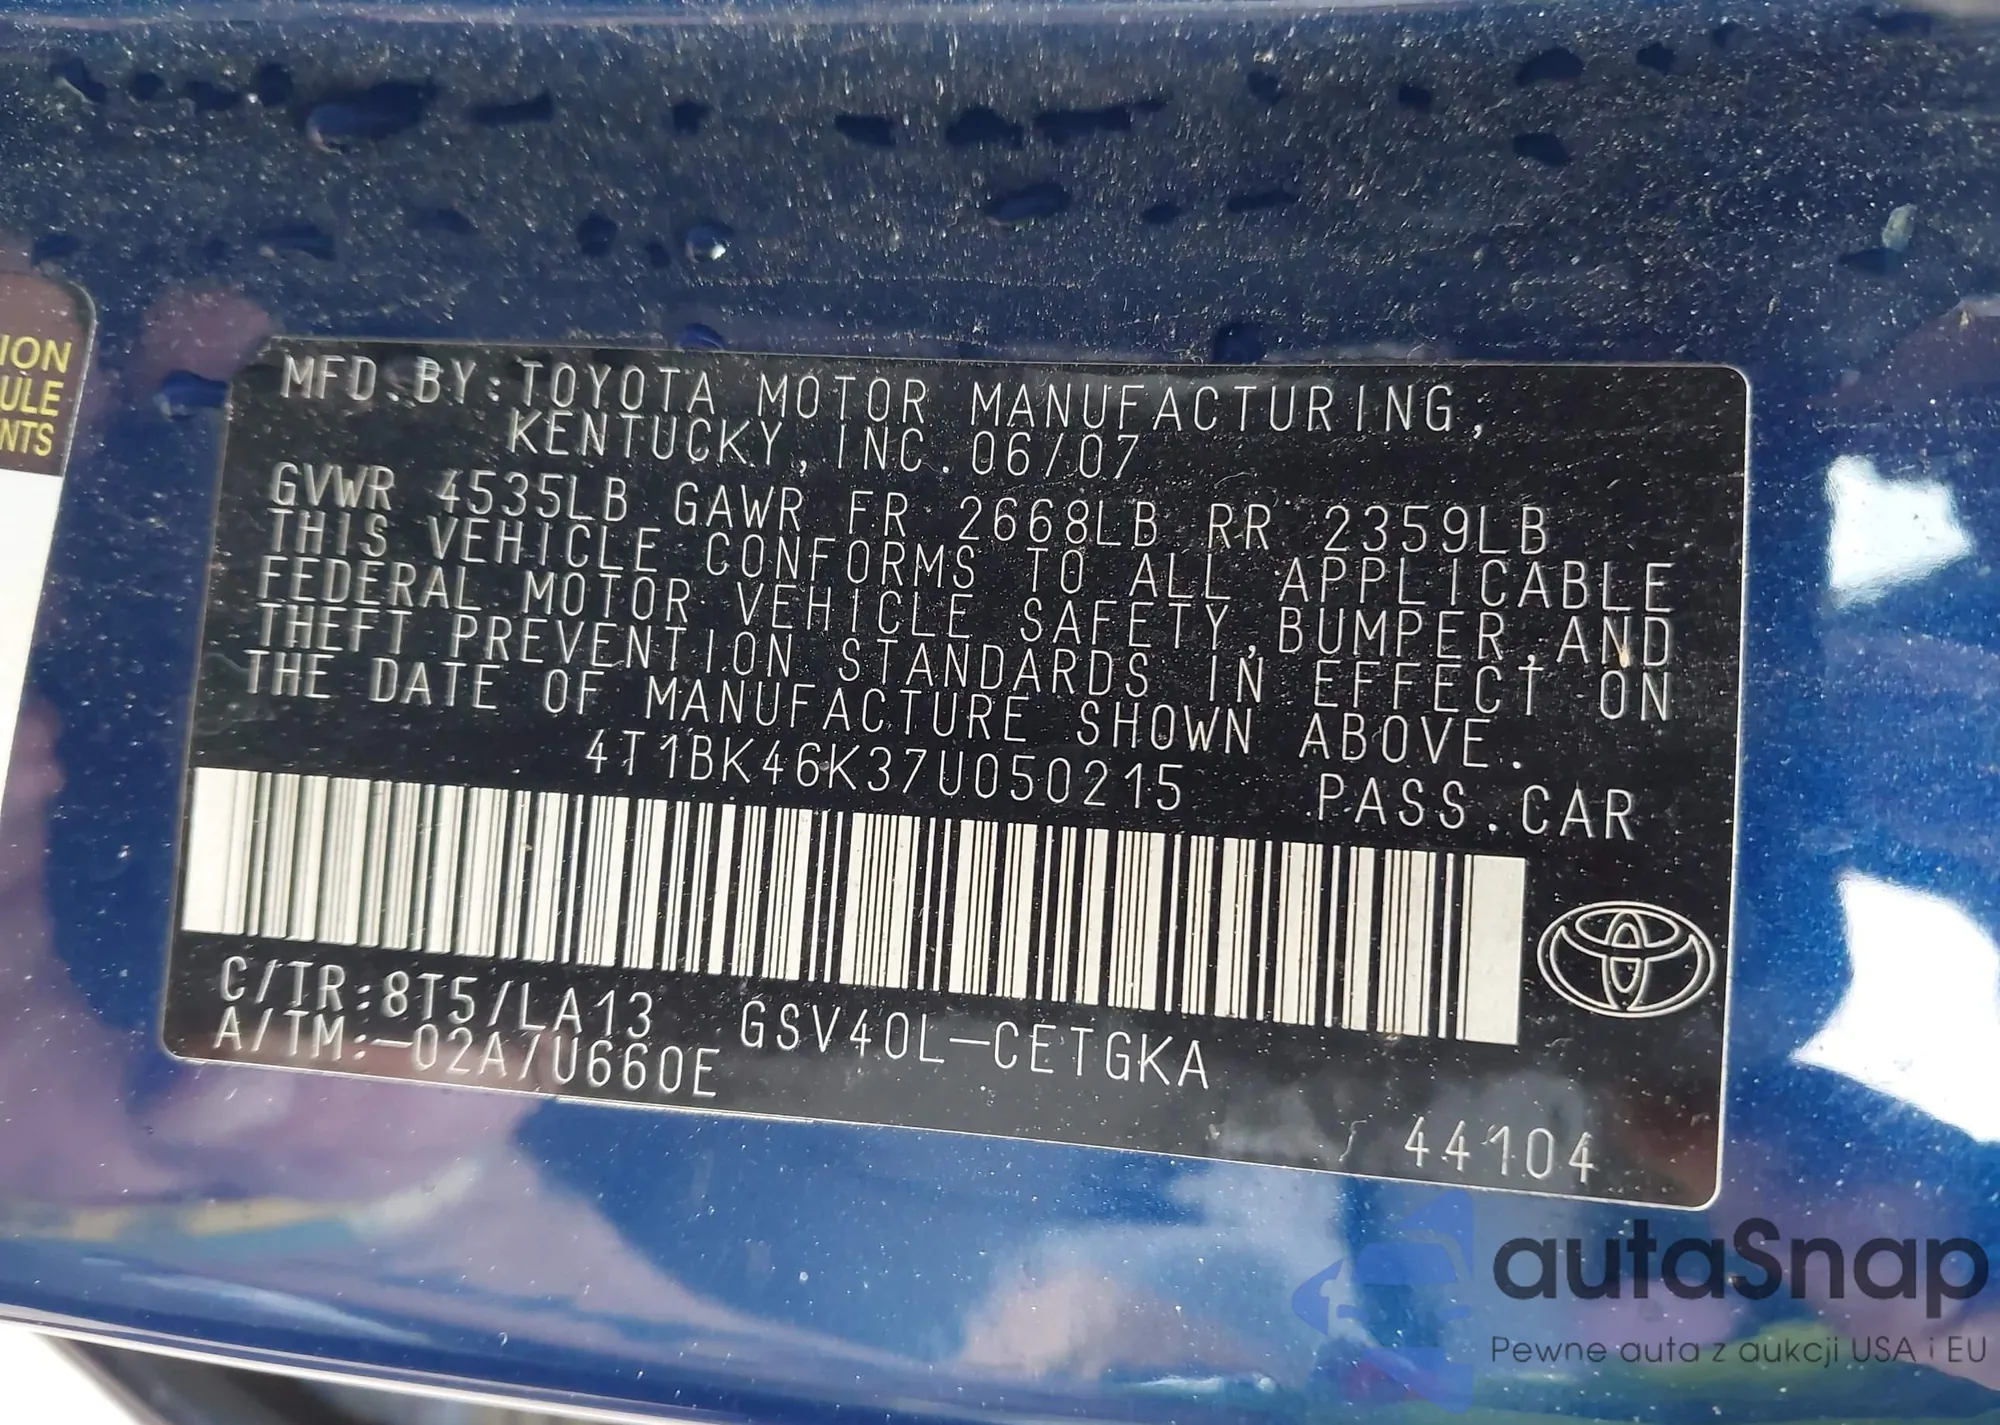 ION
ULE
NTS
MFD.BY:TOYOTA MOTOR MANUFACTURING,
KENTUCKY, INC. 06/07
GVWR 4535LB GAWR FR 2668LB RR 2359LB
THIS VEHICLE CONFORMS TO ALL APPLICABLE
FEDERAL MOTOR VEHICLE SAFETY,BUMPER,AND
THEFT PREVENTION STANDARDS IN EFFECT ON
THE DATE OF MANUFACTURE SHOWN ABOVE.
4T1BK46K37U050215 PASS.CAR
C/TR:8T5/LA13 GSV40L-CETGKA
A/TM:-02A/U660E
44104
autaSnap
Pewne auta z aukcji USA i EU